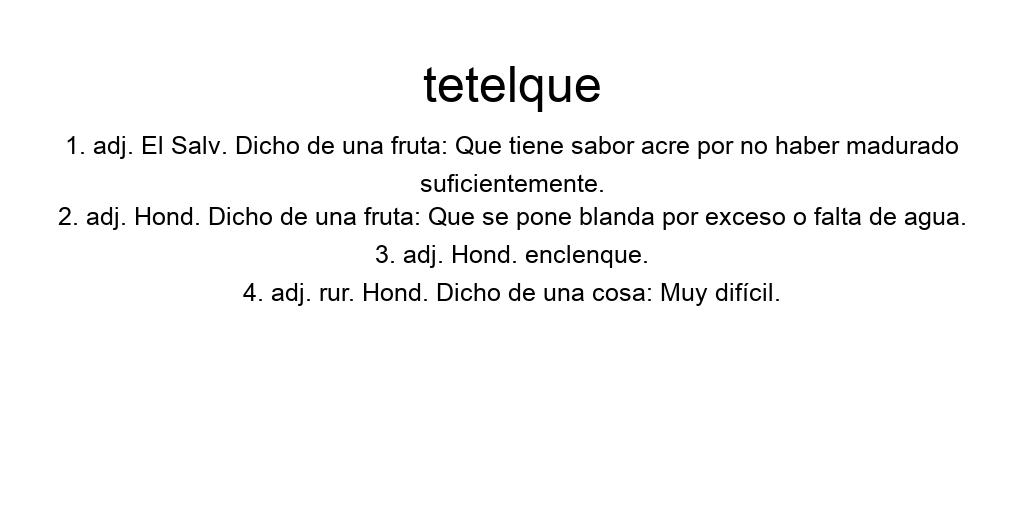 tetelque
1. adj. El Salv. Dicho de una fruta: Que tiene sabor acre por no haber madurado
suficientemente.
2. adj. Hond. Dicho de una fruta: Que se pone blanda por exceso o falta de agua.
3. adj. Hond. enclenque.
4. adj. rur. Hond. Dicho de una cosa: Muy difícil.